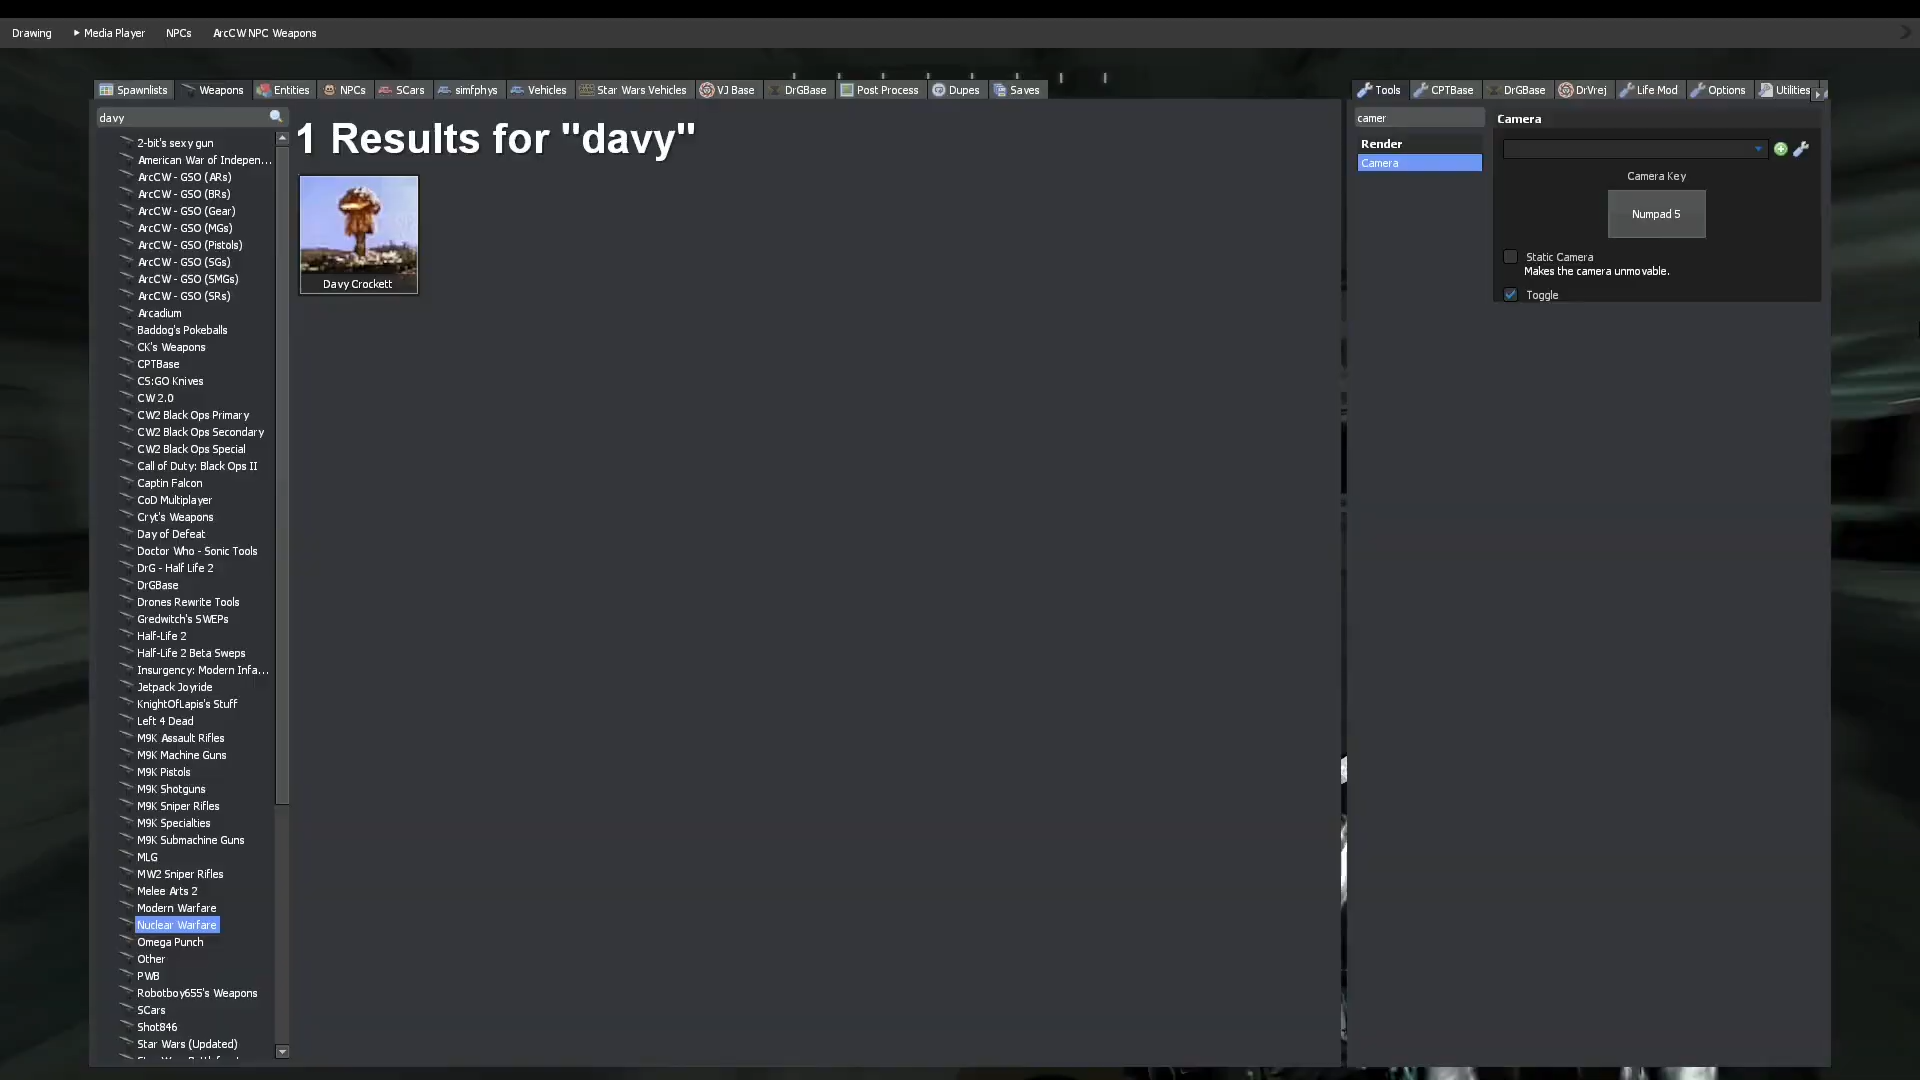 Drawing
Media Player
NPCs
ArcCW NPC Weapons
Spawnlists
Weapons
Entities
NPCs
SCars
simfphys
Vehicles
Star Wars Vehicles
VJ Base
DrGBase
Post Process
Dupes
Saves
Tools
CPTBase
DrGBase
DrVrej
Life Mod
Options
Utilities
davy
2-bit's sexy gun
American War of Indepen...
ArcCW - GSO (ARs)
ArcCW - GSO (BRs)
ArcCW - GSO (Gear)
ArcCW - GSO (MGs)
ArcCW - GSO (Pistols)
ArcCW - GSO (SGs)
ArcCW - GSO (SMGs)
ArcCW - GSO (SRs)
Arcadium
Baddog's Pokeballs
CK's Weapons
CPTBase
CS:GO Knives
CW 2.0
CW2 Black Ops Primary
CW2 Black Ops Secondary
CW2 Black Ops Special
Call of Duty: Black Ops II
Captin Falcon
CoD Multiplayer
Cryt's Weapons
Day of Defeat
Doctor Who - Sonic Tools
DrG - Half Life 2
DrGBase
Drones Rewrite Tools
Gredwitch's SWEPs
Half-Life 2
Half-Life 2 Beta Sweps
Insurgency: Modern Infa...
Jetpack Joyride
KnightOfLapis's Stuff
Left 4 Dead
M9K Assault Rifles
M9K Machine Guns
M9K Pistols
M9K Shotguns
M9K Sniper Rifles
M9K Specialties
M9K Submachine Guns
MLG
MW2 Sniper Rifles
Melee Arts 2
Modern Warfare
Nuclear Warfare
Omega Punch
Other
PWB
Robotboy655's Weapons
SCars
Shot846
Star Wars (Updated)
1 Results for "davy"
Davy Crockett
camer
Render
Camera
Camera
Camera Key
Numpad 5
Static Camera
Makes the camera unmovable.
Toggle